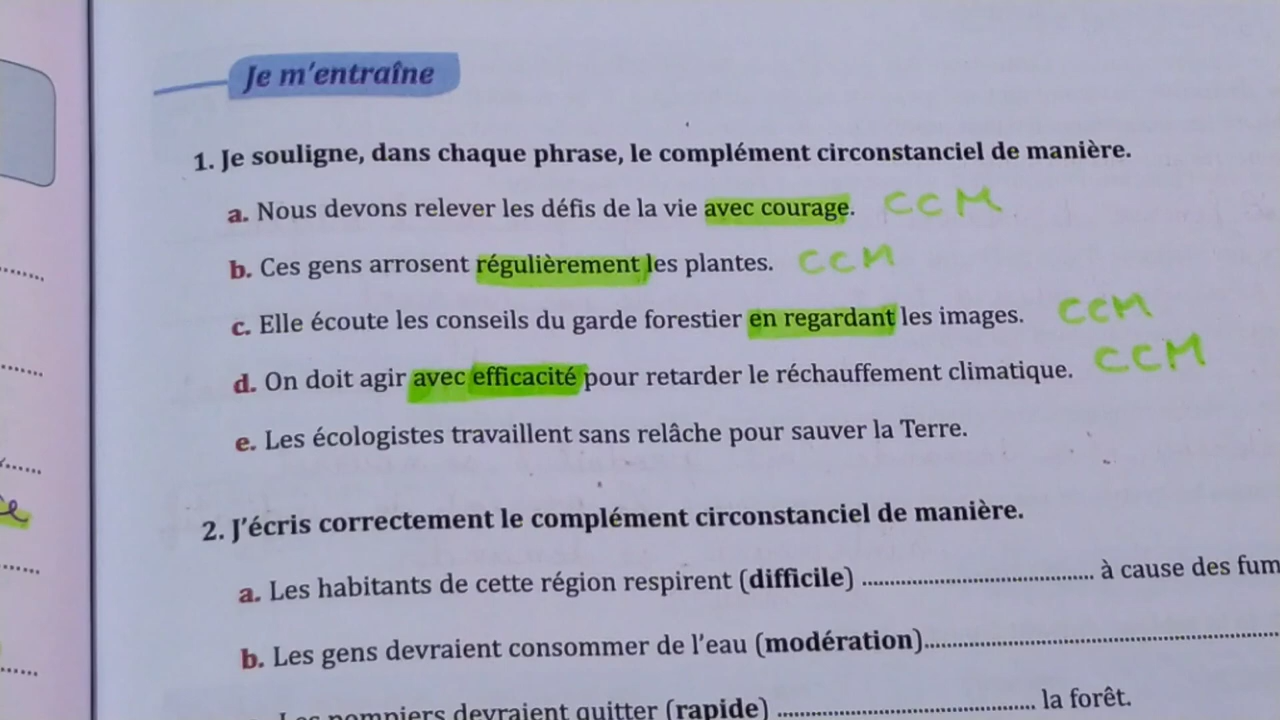 Je m'entraîne
1. Je souligne, dans chaque phrase, le complément circonstanciel de manière.
a. Nous devons relever les défis de la vie avec courage. CCM
b. Ces gens arrosent régulièrement les plantes. CCM
c. Elle écoute les conseils du garde forestier en regardant les images. CCM
d. On doit agir avec efficacité pour retarder le réchauffement climatique. CCM
e. Les écologistes travaillent sans relâche pour sauver la Terre.
2. J'écris correctement le complément circonstanciel de manière.
a. Les habitants de cette région respirent (difficile) .................................... à cause des fum
b. Les gens devraient consommer de l'eau (modération)......................................................
Les pompiers devraient quitter (rapide) ........................................ la forêt.